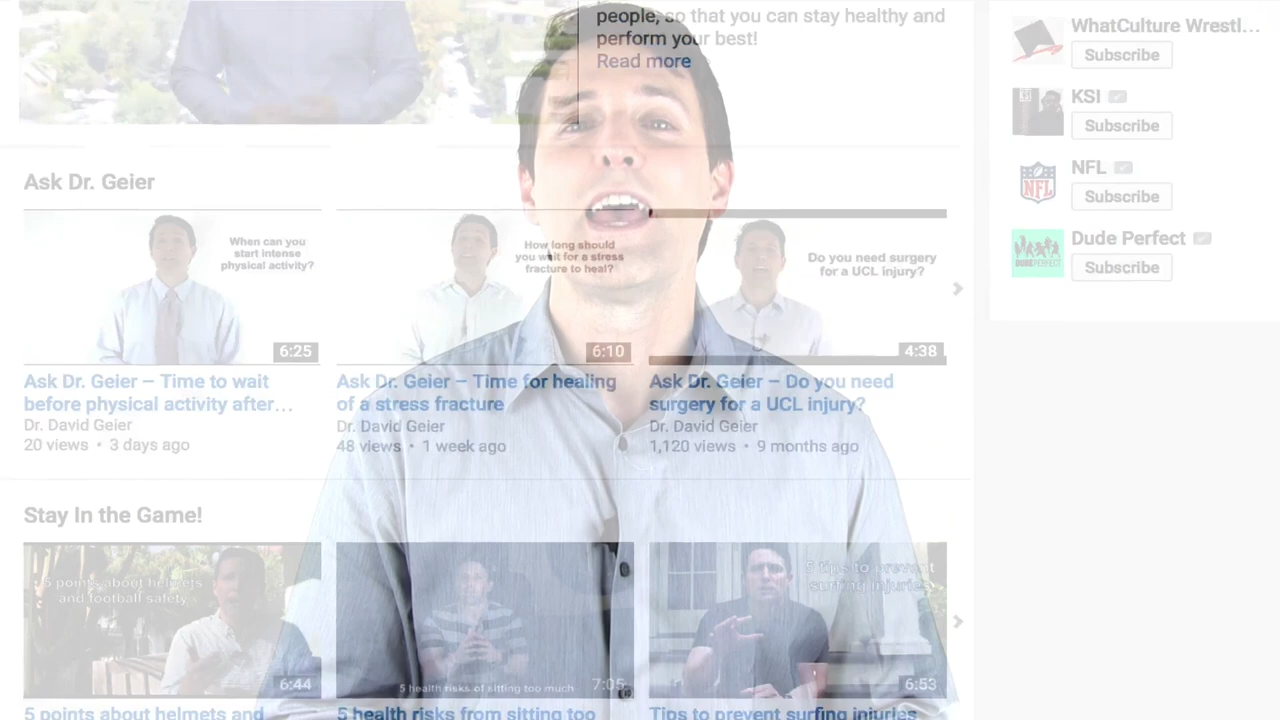 people, so that you can stay healthy and
perform your best!
Read more
WhatCulture Wrestl...
Subscribe
KSI
Subscribe
NFL
NFL
Subscribe
Dude Perfect
DUDEPERFECT
Subscribe
Ask Dr. Geier
When can you
start intense
physical activity?
6:25
How long should
you wait for a stress
fracture to heal?
6:10
Do you need surgery
for a UCL injury?
4:38
Ask Dr. Geier – Time to wait
before physical activity after...
Dr. David Geier
20 views • 3 days ago
Ask Dr. Geier – Time for healing
of a stress fracture
Dr. David Geier
48 views • 1 week ago
Ask Dr. Geier – Do you need
surgery for a UCL injury?
Dr. David Geier
1,120 views • 9 months ago
Stay In the Game!
5 points about helmets
and football safety
6:44
5 health risks of sitting too much
7:05
5 tips to prevent
surfing injuries
6:53
5 points about helmets and
5 health risks from sitting too
Tips to prevent surfing injuries